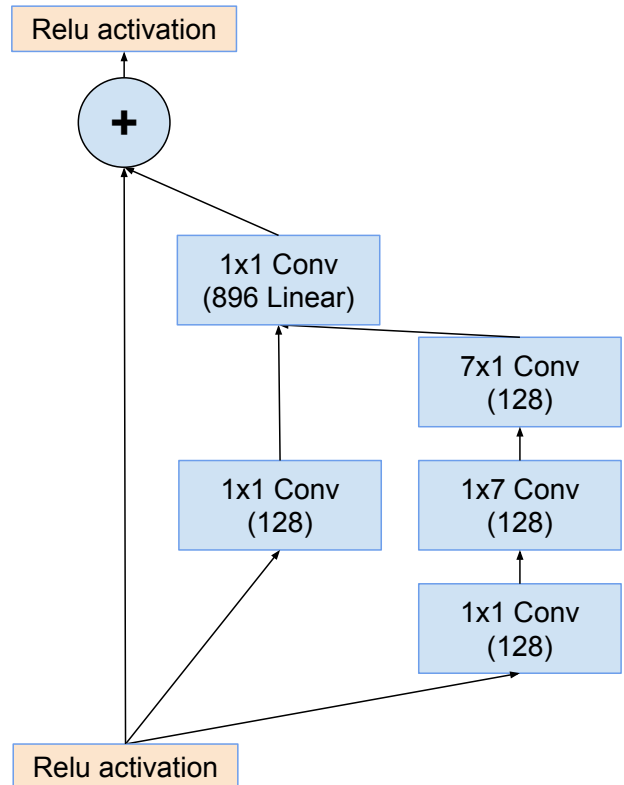 Relu activation
+
1x1 Conv
(896 Linear)
7x1 Conv
(128)
1x1 Conv
(128)
1x7 Conv
(128)
1x1 Conv
(128)
Relu activation